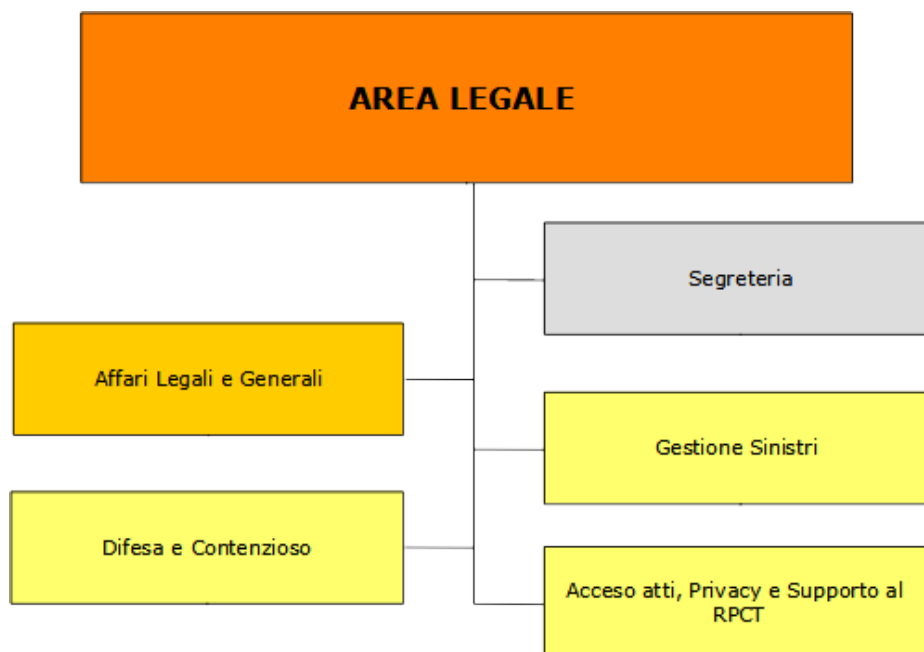 AREA LEGALE
Segreteria
Affari Legali e Generali
Gestione Sinistri
Difesa e Contenzioso
Acceso atti, Privacy e Supporto al
RPCT